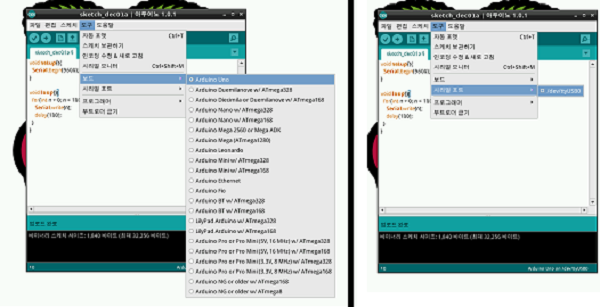 sketch_dec01a | 아두이노 1.0.1
파일 편집 스케치 도구 도움말
자동 포맷 Ctrl+T
스케치 보관하기
인코딩 수정 & 새로 고침
시리얼 모니터 Ctrl-Shift-M
보드
시리얼 포트
프로그래머
부트로더 굽기
sketch_dec01a
void setup(){
Serial.begin(9600);
}
void loop(){
for(int n
Serial.write(n);
delay(100);
}
Arduino Uno
Arduino Duemilanove w/ ATmega328
Arduino Diecimila or Duemilanove w/ ATmega168
Arduino Nano w/ ATmega328
Arduino Nano w/ ATmega168
Arduino Mega 2560 or Mega ADK
Arduino Mega (ATmega1280)
Arduino Leonardo
Arduino Mini w/ ATmega328
Arduino Mini w/ ATmega168
Arduino Ethernet
Arduino Fio
Arduino BT w/ ATmega328
Arduino BT w/ ATmega168
LilyPad Arduino w/ ATmega328
LilyPad Arduino w/ ATmega168
Arduino Pro or Pro Mini (5V, 16 MHz) w/ ATmega328
Arduino Pro or Pro Mini (5V, 16 MHz) w/ ATmega168
Arduino Pro or Pro Mini (3.3V, 8 MHz) w/ ATmega328
Arduino Pro or Pro Mini (3.3V, 8 MHz) w/ ATmega168
Arduino NG or older w/ ATmega168
Arduino NG or older w/ ATmega8
업로드 완료
바이너리 스케치 사이즈: 1,840 바이트 (최대 32,256 바이트)
sketch_dec01a | 아두이노 1.0.1
파일 편집 스케치 도구 도움말
자동 포맷 Ctrl+T
스케치 보관하기
인코딩 수정 & 새로 고침
시리얼 모니터 Ctrl-Shift-M
보드
시리얼 포트
프로그래머
부트로더 굽기
sketch_dec01a
void setup(){
Serial.begin(9600);
}
void loop(){
for(int n = 0; n
Serial.write(n);
delay(100);
}
업로드 완료
바이너리 스케치 사이즈: 1,840 바이트 (최대 32,256 바이트)
Arduino Uno on /dev/ttyUSB0